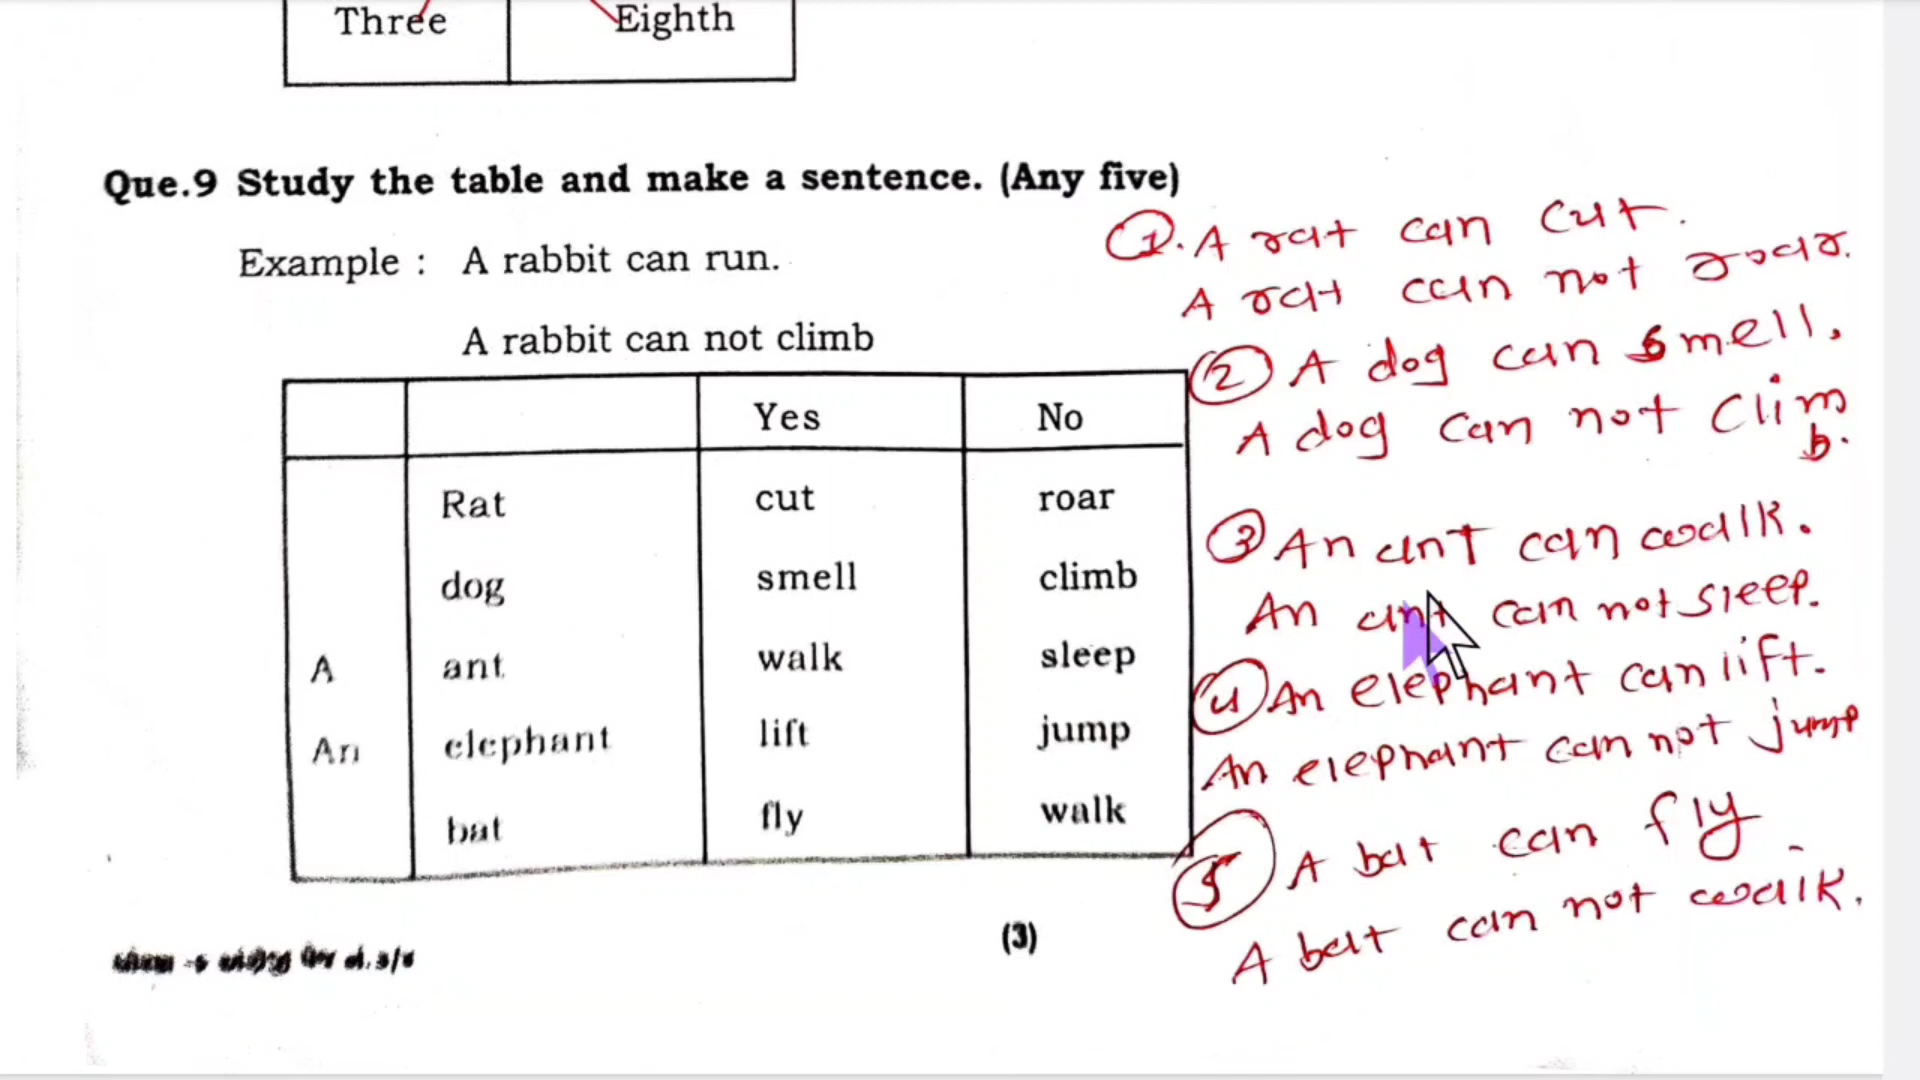 Three Eighth
Que.9 Study the table and make a sentence. (Any five)
Example : A rabbit can run.
A rabbit can not climb
Yes No
Rat cut roar
dog smell climb
A ant walk sleep
An elephant lift jump
bat fly walk
(3)
1. A rat can cut.
A rat can not roar.
2 A dog can smell.
A dog can not Climb.
3 An ant can walk.
An ant can not sleep.
4 An elephant can lift.
An elephant can not jump
5 A bat can fly
A bat can not walk.